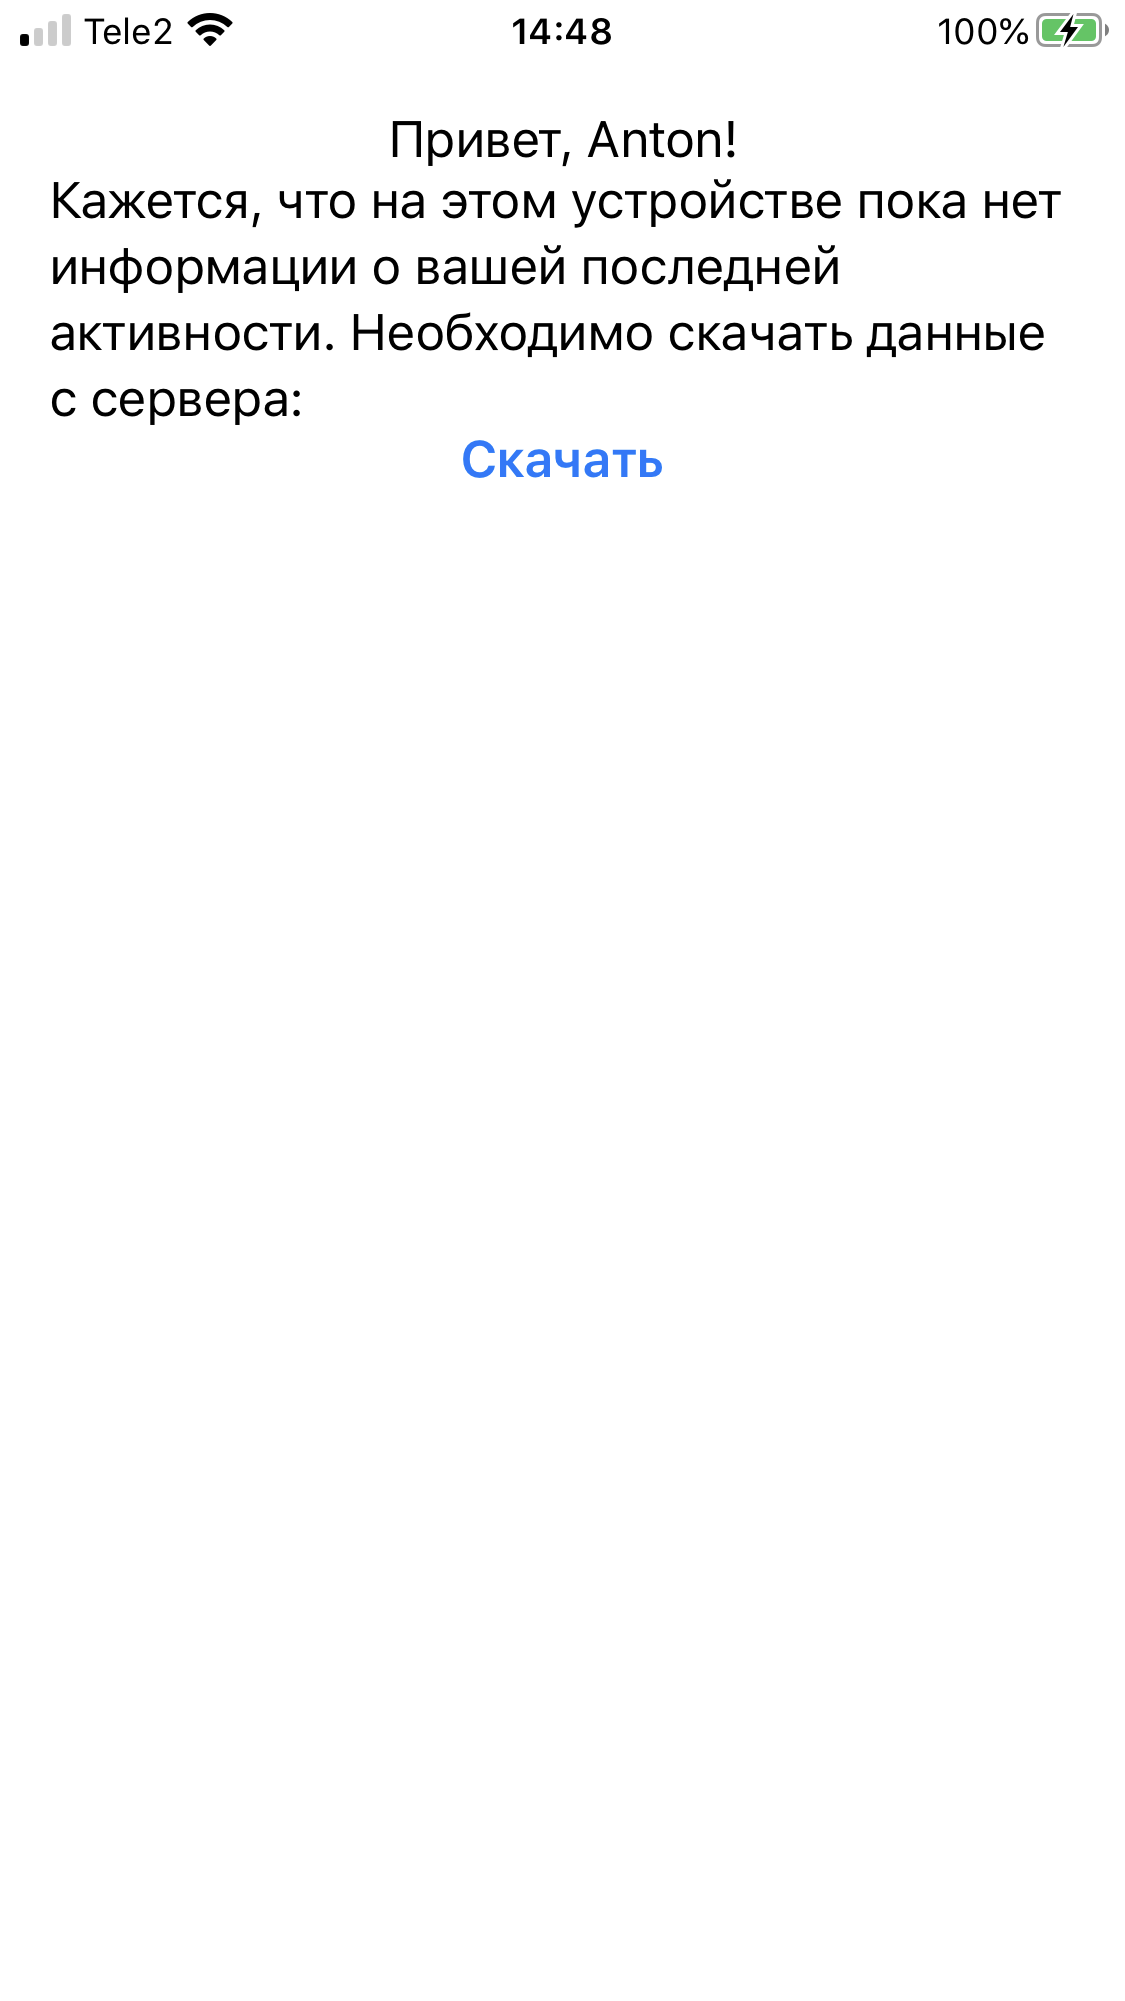 Tele2 14:48 100%
Привет, Anton!
Кажется, что на этом устройстве пока нет
информации о вашей последней
активности. Необходимо скачать данные
с сервера:
Скачать